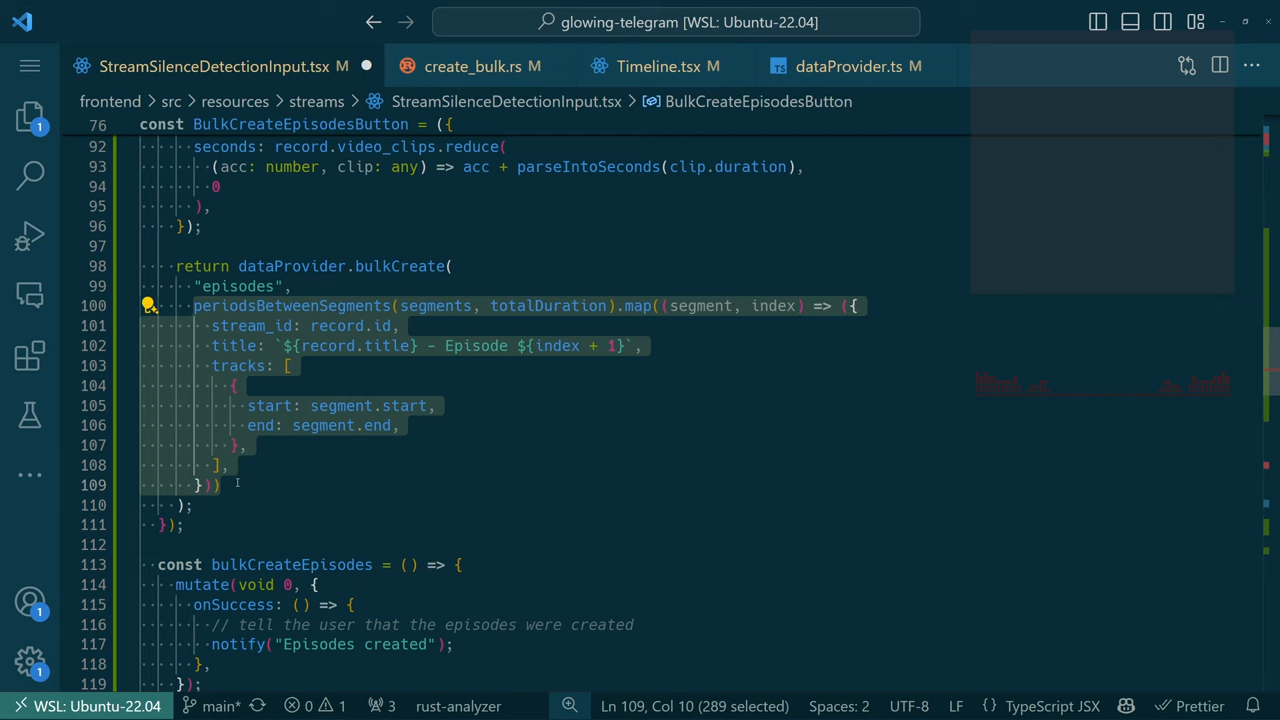 glowing-telegram [WSL: Ubuntu-22.04]
StreamSilenceDetectionInput.tsx M
create_bulk.rs M
Timeline.tsx M
dataProvider.ts M
frontend > src > resources > streams > StreamSilenceDetectionInput.tsx > BulkCreateEpisodesButton
76 const BulkCreateEpisodesButton = ({
92 seconds: record.video_clips.reduce(
93 (acc: number, clip: any) => acc + parseIntoSeconds(clip.duration),
94 0
95 ),
96 });
97
98 return dataProvider.bulkCreate(
99 "episodes",
100 periodsBetweenSegments(segments, totalDuration).map((segment, index) => ({
101 stream_id: record.id,
102 title: `${record.title} - Episode ${index + 1}`,
103 tracks: [
104 {
105 start: segment.start,
106 end: segment.end,
107 },
108 ],
109 }))
110 );
111 });
112
113 const bulkCreateEpisodes = () => {
114 mutate(void 0, {
115 onSuccess: () => {
116 // tell the user that the episodes were created
117 notify("Episodes created");
118 },
119 });
1
1
1
WSL: Ubuntu-22.04 main* 0 1 3 rust-analyzer Ln 109, Col 10 (289 selected) Spaces: 2 UTF-8 LF {} TypeScript JSX Prettier